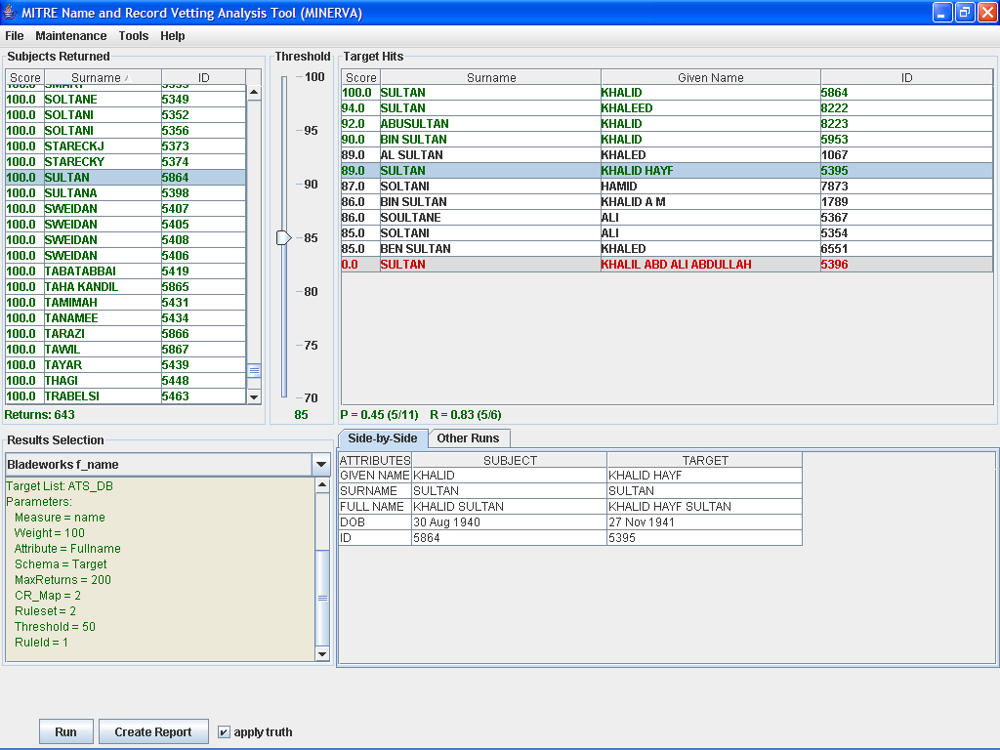 MITRE Name and Record Vetting Analysis Tool (MINERVA)
File Maintenance Tools Help
Subjects Returned
Score Surname ID
100.0 SOLTANE 5349
100.0 SOLTANI 5352
100.0 SOLTANI 5356
100.0 STARECKJ 5373
100.0 STARECKY 5374
100.0 SULTAN 5864
100.0 SULTANA 5398
100.0 SWEIDAN 5407
100.0 SWEIDAN 5405
100.0 SWEIDAN 5408
100.0 SWEIDAN 5406
100.0 TABATABBAI 5419
100.0 TAHA KANDIL 5865
100.0 TAMIMAH 5431
100.0 TANAMEE 5434
100.0 TARAZI 5866
100.0 TAWIL 5867
100.0 TAYAR 5439
100.0 THAGI 5448
100.0 TRABELSI 5463
Returns: 643
Threshold
100
95
90
85
80
75
70
85
Target Hits
Score Surname Given Name ID
100.0 SULTAN KHALID 5864
94.0 SULTAN KHALEED 8222
92.0 ABUSULTAN KHALID 8223
90.0 BIN SULTAN KHALID 5953
89.0 AL SULTAN KHALED 1067
89.0 SULTAN KHALID HAYF 5395
87.0 SOLTANI HAMID 7873
86.0 BIN SULTAN KHALID A M 1789
86.0 SOULTANE ALI 5367
85.0 SOLTANI ALI 5354
85.0 BEN SULTAN KHALED 6551
0.0 SULTAN KHALIL ABD ALI ABDULLAH 5396
P = 0.45 (5/11) R = 0.83 (5/6)
Results Selection
Bladeworks f_name
Target List: ATS_DB
Parameters:
Measure = name
Weight = 100
Attribute = Fullname
Schema = Target
MaxReturns = 200
CR_Map = 2
Ruleset = 2
Threshold = 50
RuleId = 1
Side-by-Side Other Runs
ATTRIBUTES SUBJECT TARGET
GIVEN NAME KHALID KHALID HAYF
SURNAME SULTAN SULTAN
FULL NAME KHALID SULTAN KHALID HAYF SULTAN
DOB 30 Aug 1940 27 Nov 1941
ID 5864 5395
Run Create Report apply truth